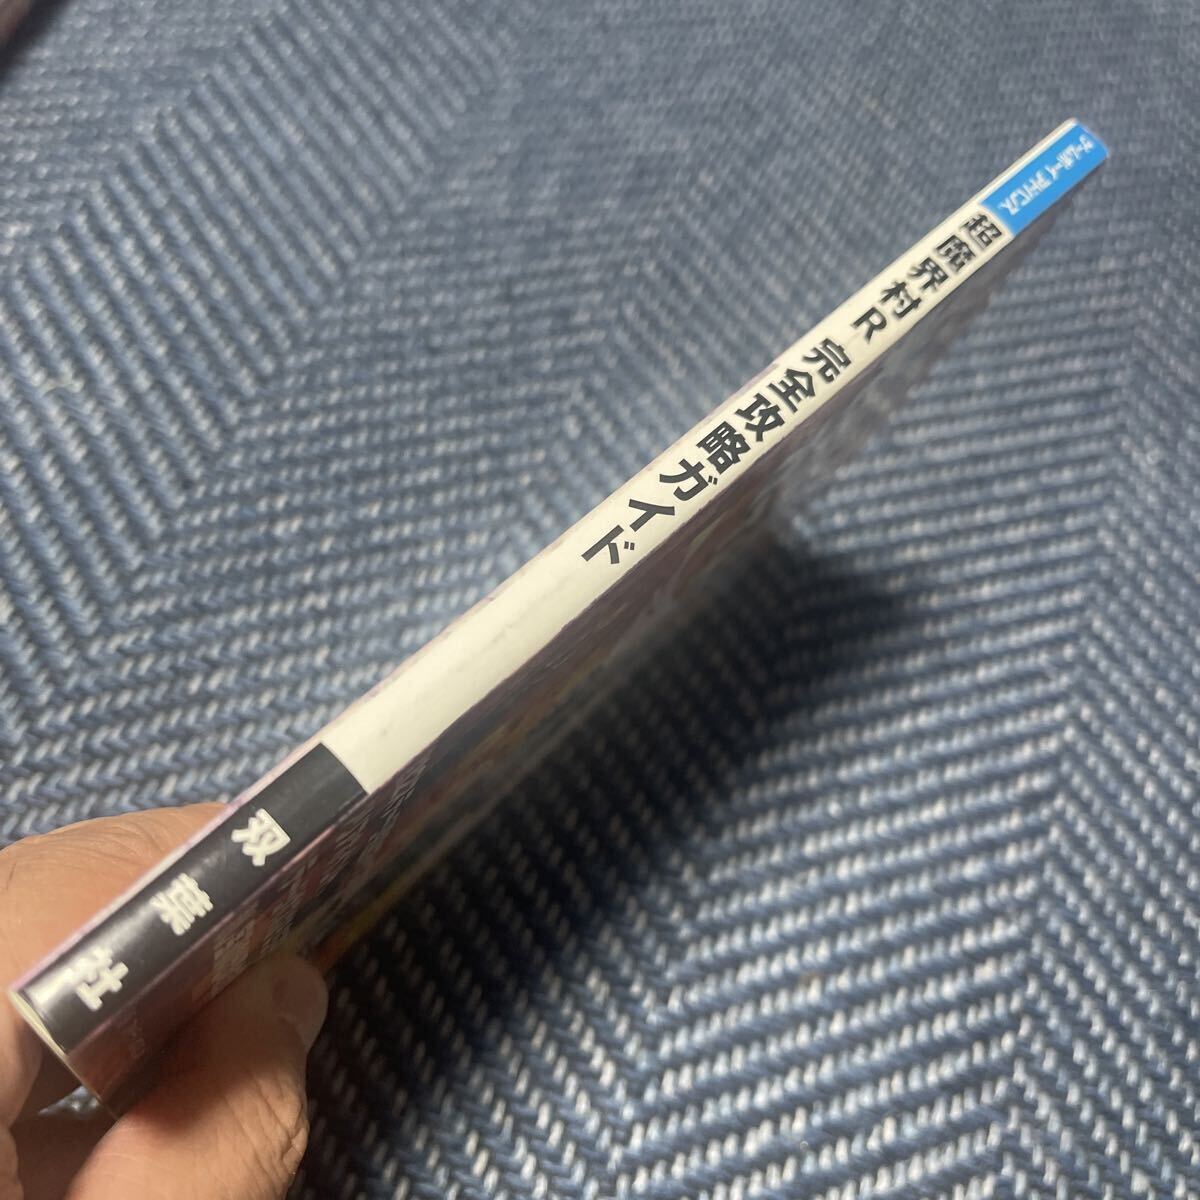 ゲームボーイアドバンス
超魔界村R 完全攻略ガイド
双葉社